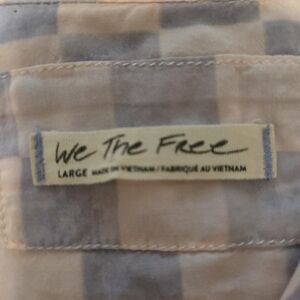 We The Free
LARGE MADE IN VIETNAM / FABRIQUÉ AU VIETNAM